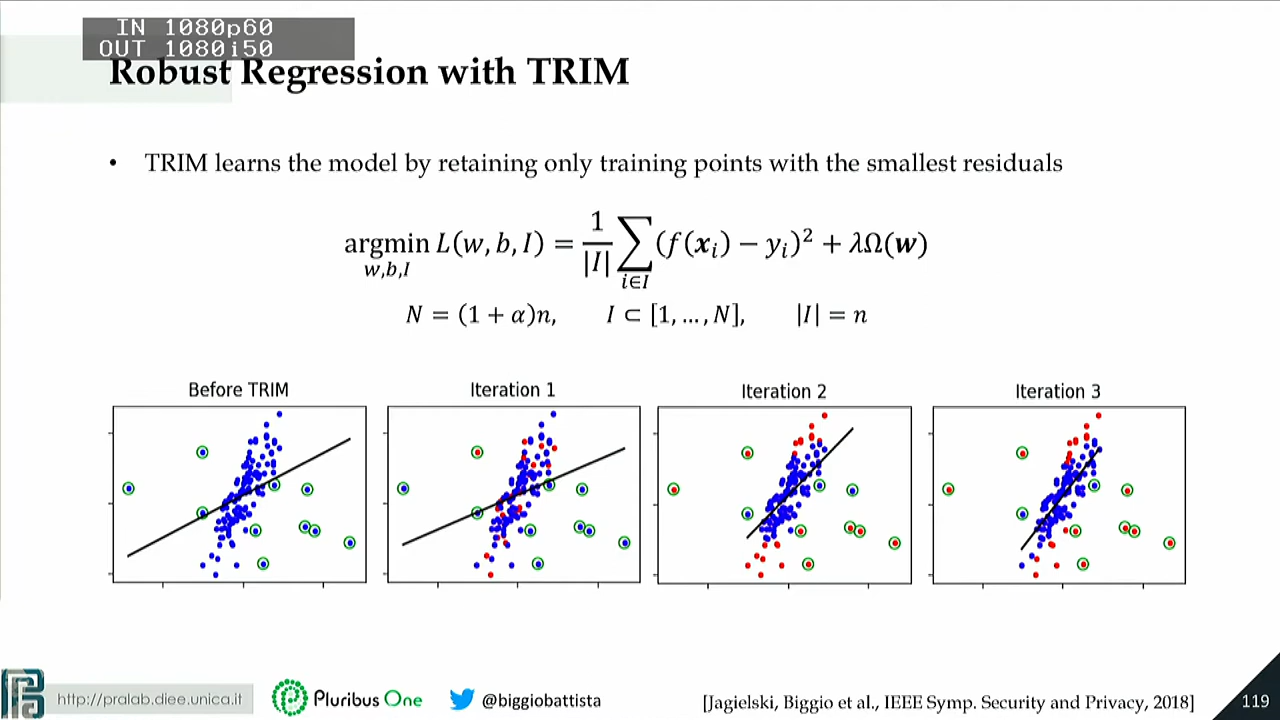 IN 1080p60
OUT 1080i50
Robust Regression with TRIM
• TRIM learns the model by retaining only training points with the smallest residuals
argmin L(w, b, I) = 1/|I| ∑ (f(𝒙ᵢ) − yᵢ)² + λΩ(𝒘)
w,b,I i∈I
N = (1 + α)n, I ⊂ [1, … , N], |I| = n
Before TRIM Iteration 1 Iteration 2 Iteration 3
http://pralab.diee.unica.it Pluribus One @biggiobattista [Jagielski, Biggio et al., IEEE Symp. Security and Privacy, 2018] 119